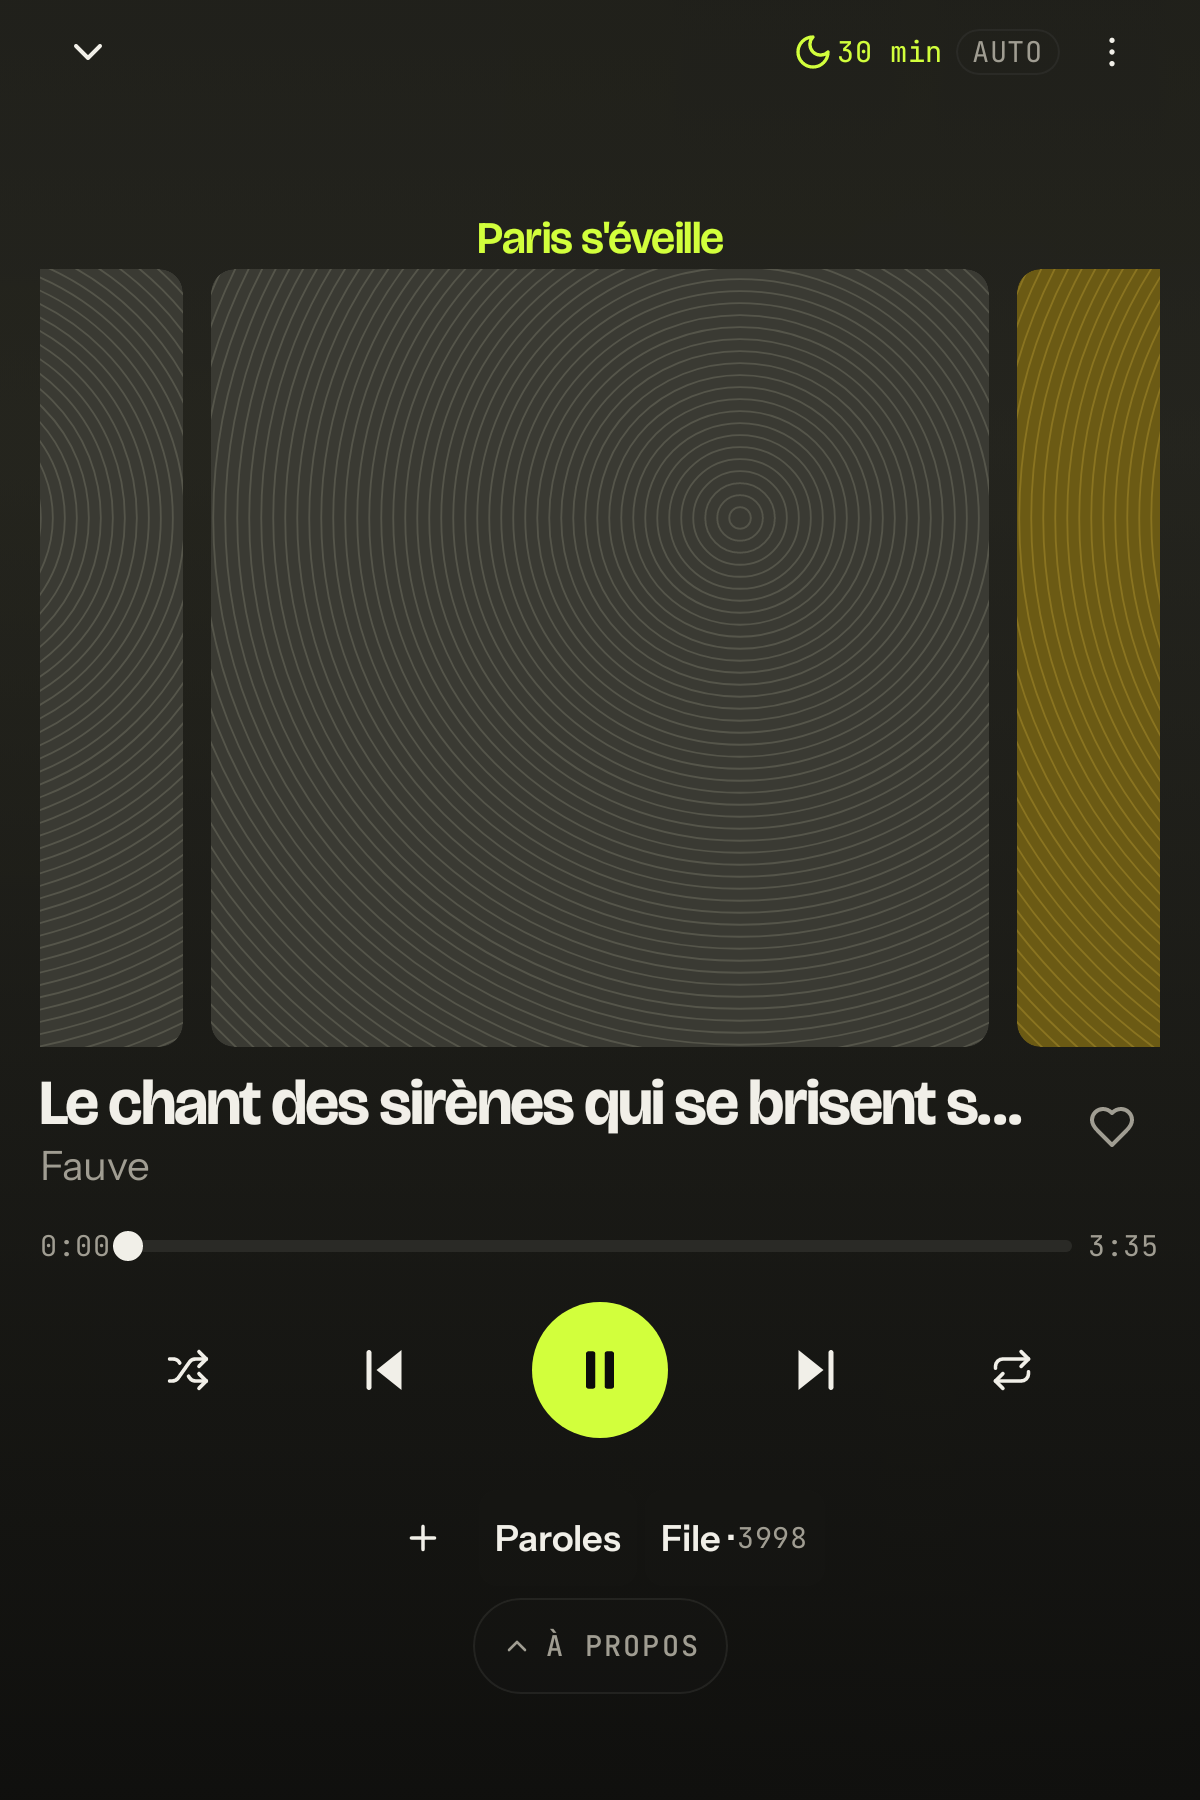 30 min AUTO
Paris s'éveille
Le chant des sirènes qui se brisent s...
Fauve
0:00 3:35
Paroles File·3998
À PROPOS